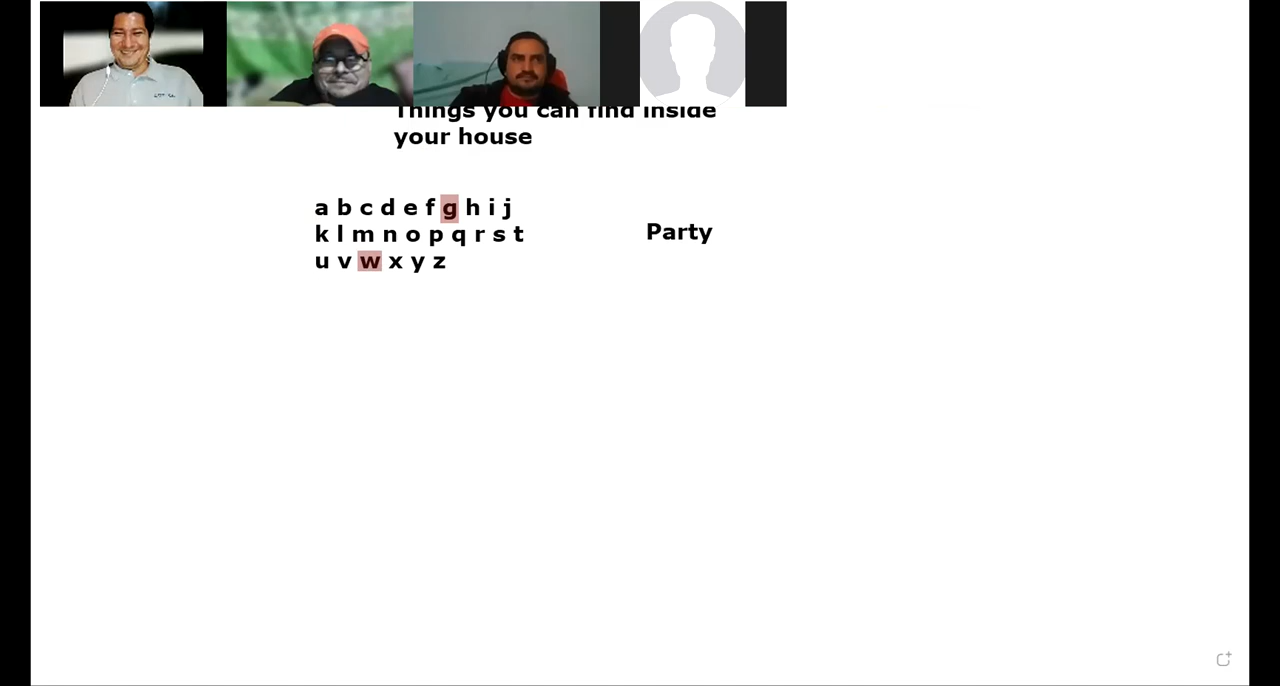 Things you can find inside
your house
a b c d e f g h i j
k l m n o p q r s t
Party
u v w x y z